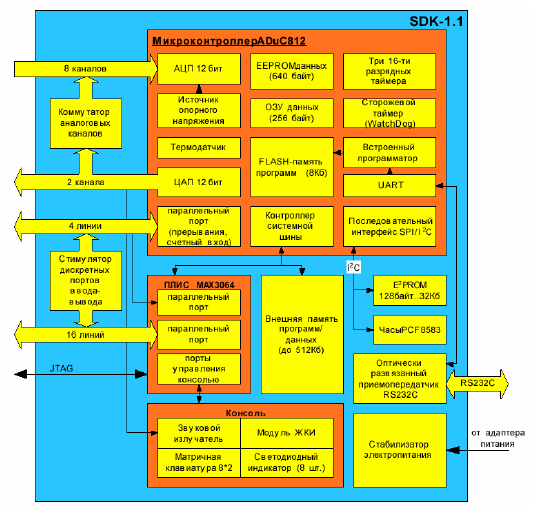 SDK-1.1
МикроконтроллерADuC812
8 каналов
АЦП 12 бит
EEPROMданных
(640 байт)
Три 16-ти
разрядных
таймера
Коммутатор
аналоговых
каналов
Источник
опорного
напряжения
ОЗУ данных
(256 байт)
Сторожевой
таймер
(WatchDog)
Термодатчик
FLASH-память
программ (8Кб)
Встроенный
программатор
2 канала
ЦАП 12 бит
UART
4 линии
параллельный
порт
(прерывания,
счетный вход)
Контроллер
системной
шины
Последовательный
интерфейс SPI/I²C
Стимулятор
дискретных
портов
ввода-
вывода
I²C
ПЛИС MAX3064
параллельный
порт
Внешняя память
программ/
данных
(до 512Кб)
E²PROM
128байт..32Кб
16 линий
параллельный
порт
ЧасыPCF8583
порты
управления
консолью
JTAG
Оптически
развязанный
приемопередатчик
RS232C
RS232C
Консоль
Звуковой
излучатель
Модуль ЖКИ
Матричная
клавиатура 8*2
Светодиодный
индикатор (8 шт.)
Стабилизатор
электропитания
от адаптера
питания